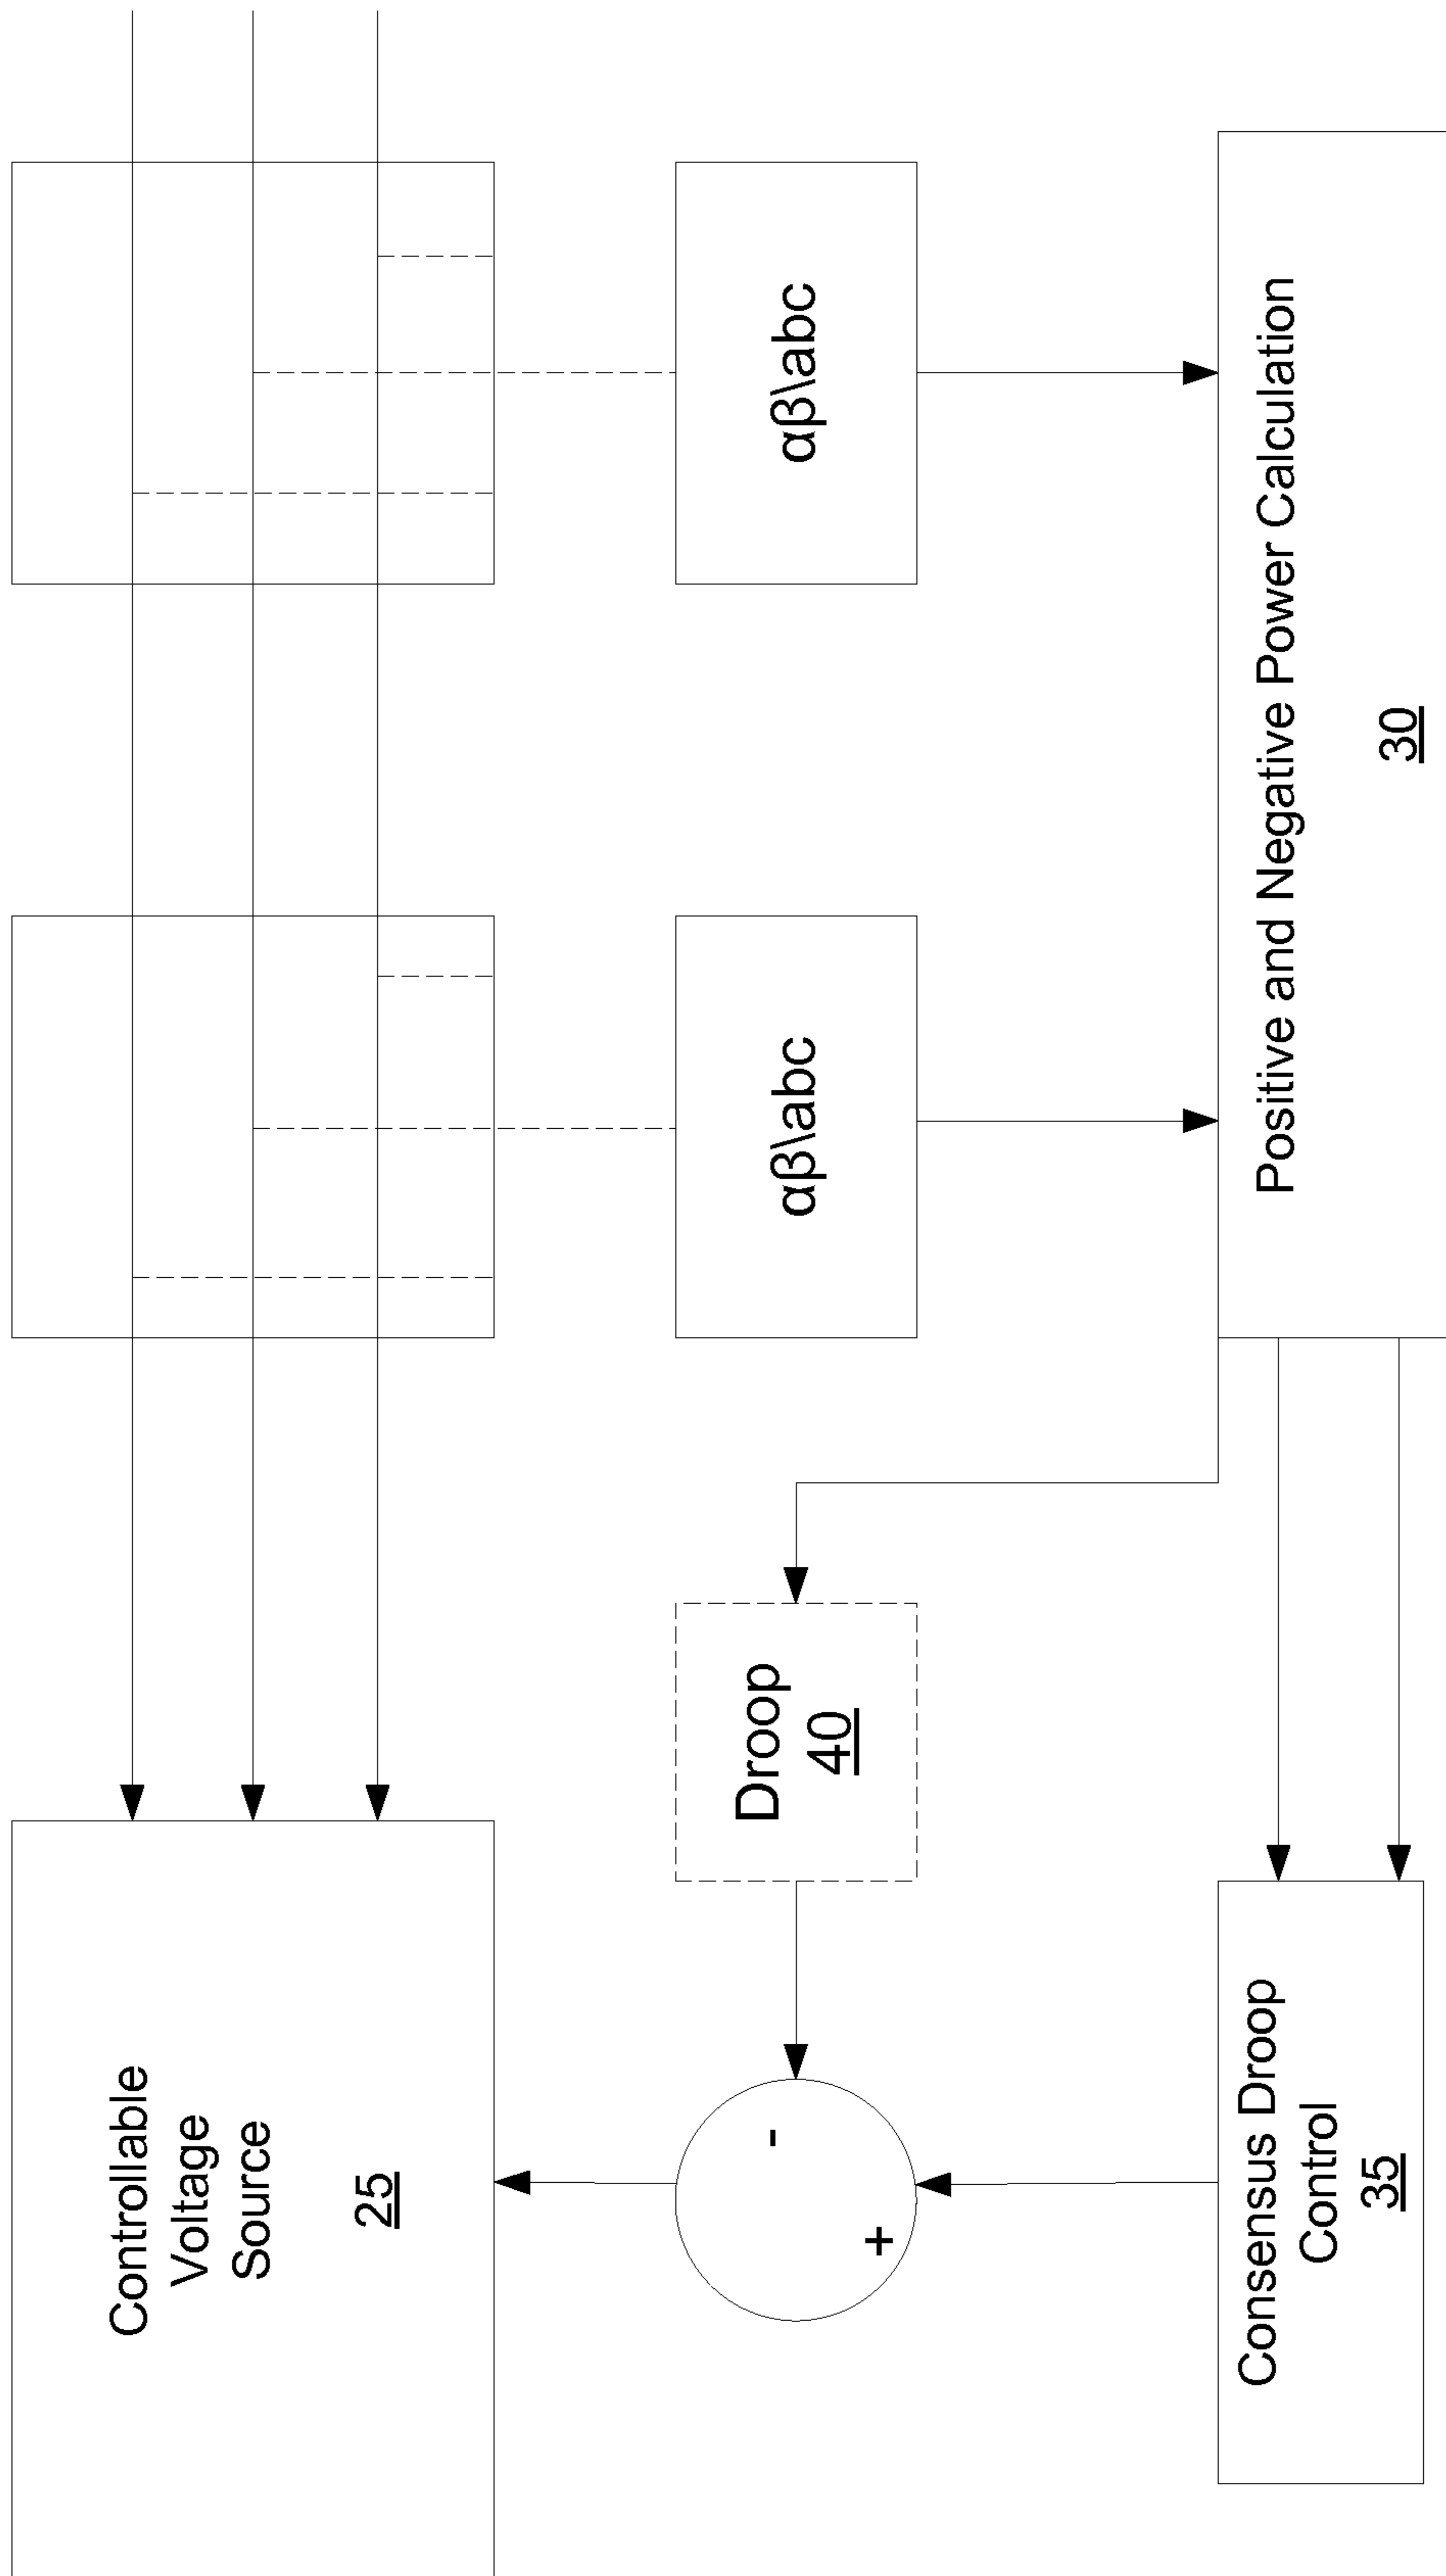 Controllable
Voltage
Source
25
αβ\abc
αβ\abc
Droop
40
-
+
Consensus Droop
Control
35
Positive and Negative Power Calculation
30